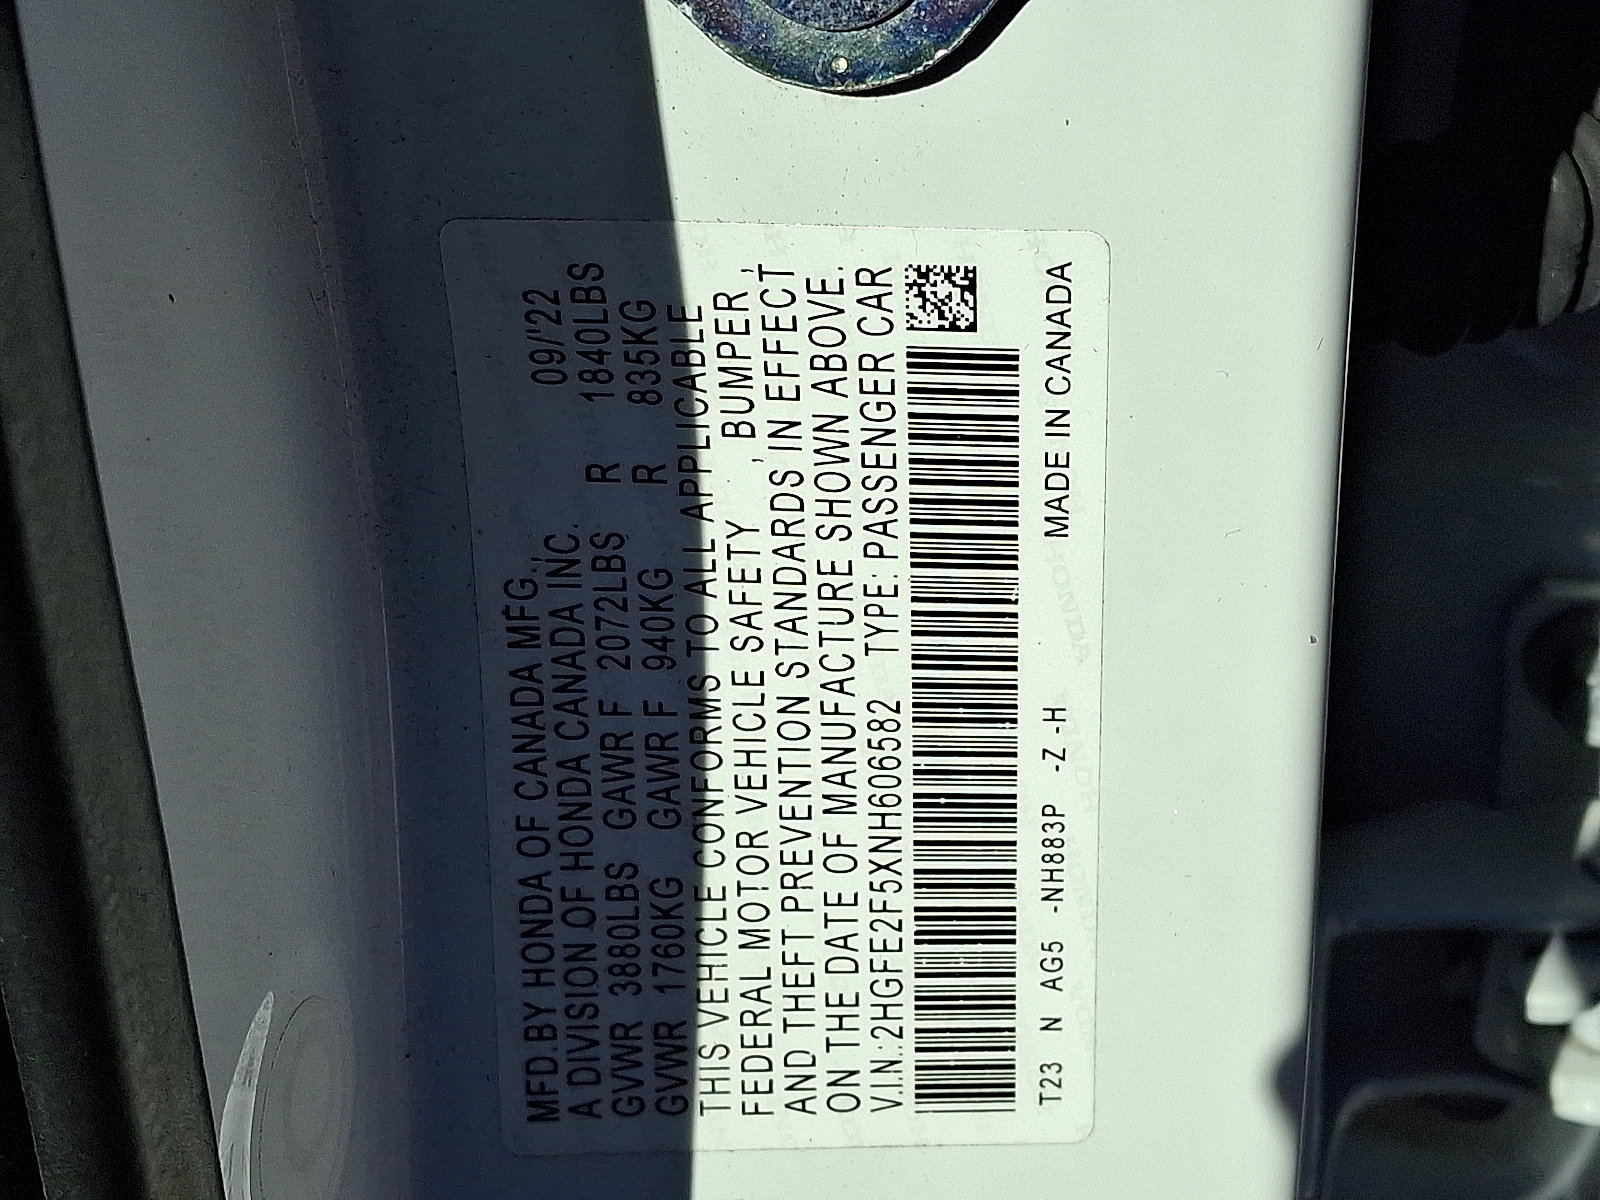 MFD.BY HONDA OF CANADA MFG.,
A DIVISION OF HONDA CANADA INC. 09/'22
GVWR 3880LBS GAWR F 2072LBS R 1840LBS
GVWR 1760KG GAWR F 940KG R 835KG
THIS VEHICLE CONFORMS TO ALL APPLICABLE
FEDERAL MOTOR VEHICLE SAFETY , BUMPER ,
AND THEFT PREVENTION STANDARDS IN EFFECT
ON THE DATE OF MANUFACTURE SHOWN ABOVE.
V.I.N.:2HGFE2F5XNH606582 TYPE: PASSENGER CAR
T23 N AG5 -NH883P -Z -H MADE IN CANADA